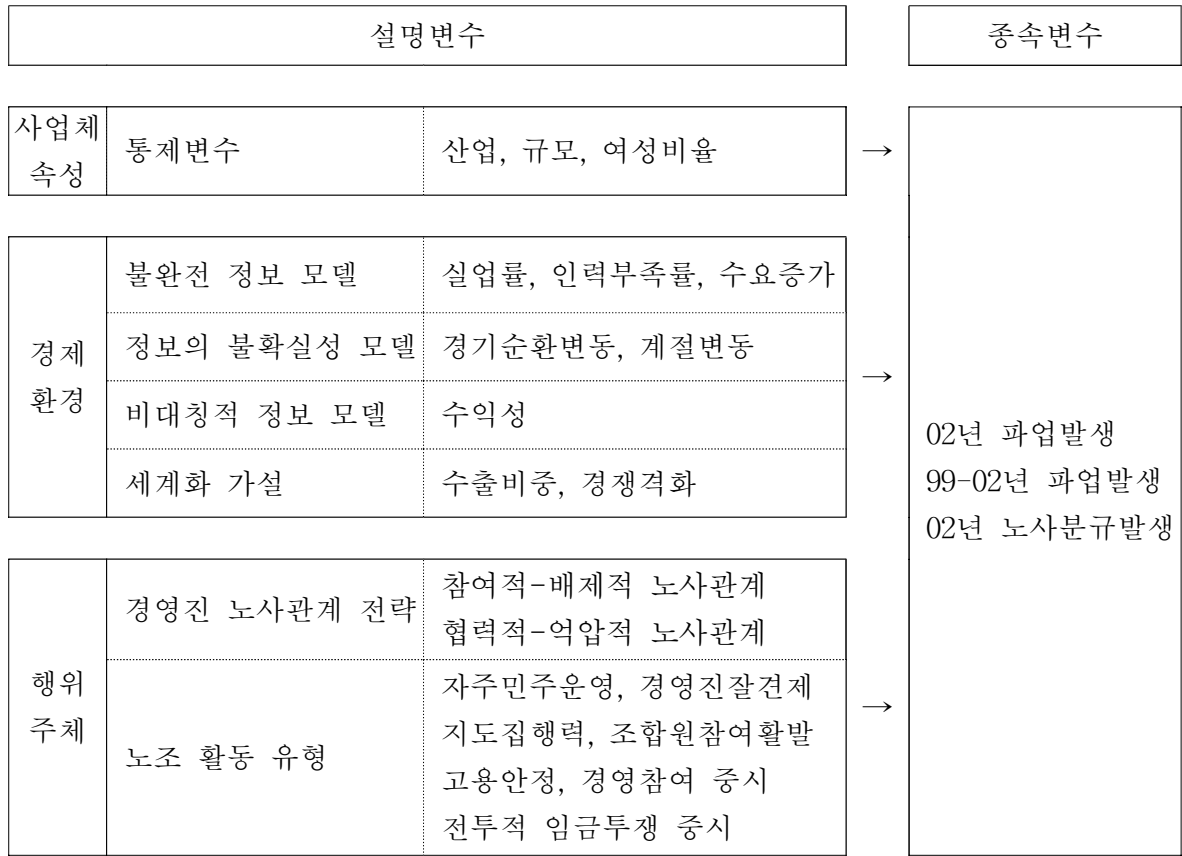 설명변수
종속변수
사업체
속성
통제변수
산업, 규모, 여성비율
→
경제
환경
불완전 정보 모델
실업률, 인력부족률, 수요증가
정보의 불확실성 모델
경기순환변동, 계절변동
비대칭적 정보 모델
수익성
세계화 가설
수출비중, 경쟁격화
→
행위
주체
경영진 노사관계 전략
참여적-배제적 노사관계
협력적-억압적 노사관계
노조 활동 유형
자주민주운영, 경영진잘견제
지도집행력, 조합원참여활발
고용안정, 경영참여 중시
전투적 임금투쟁 중시
→
02년 파업발생
99-02년 파업발생
02년 노사분규발생